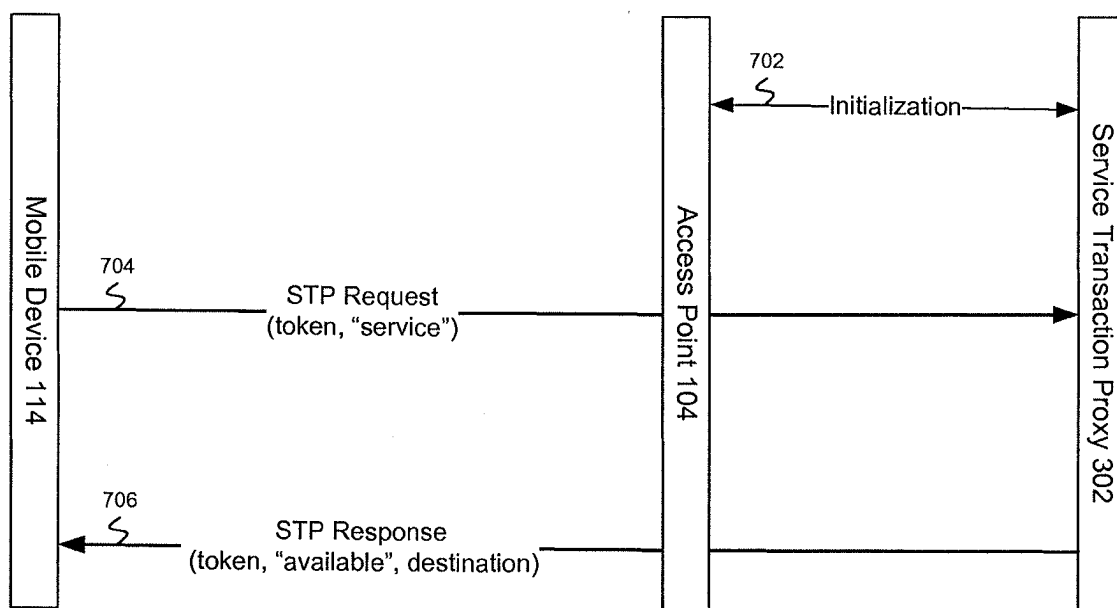 702
Initialization
Mobile Device 114
Access Point 104
Service Transaction Proxy 302
704
STP Request
(token, “service”)
706
STP Response
(token, “available”, destination)